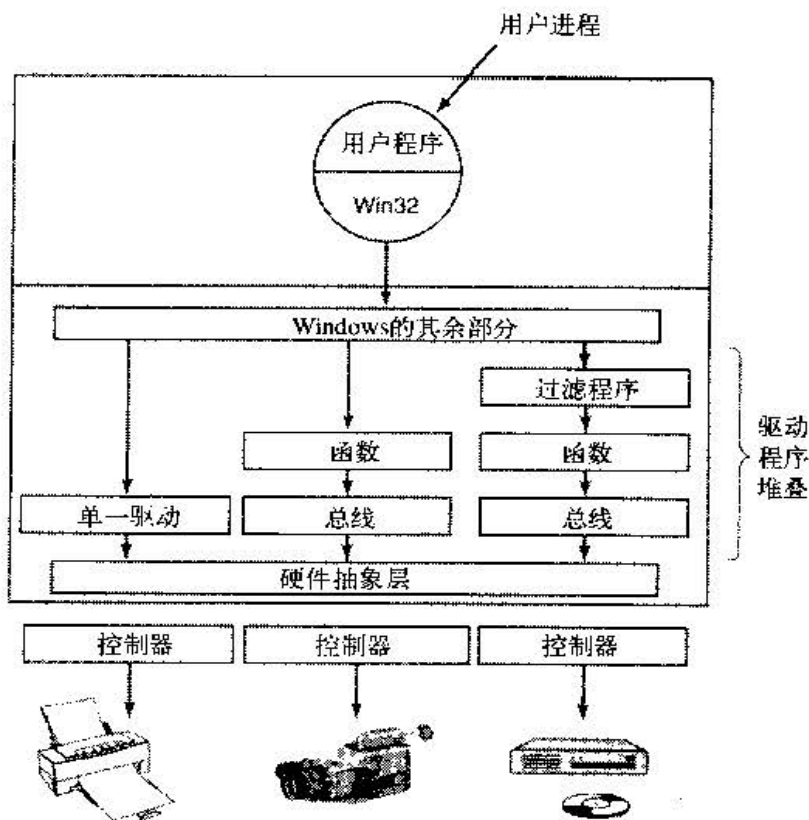 用户进程
用户程序
Win32
Windows的其余部分
过滤程序
函数
函数
单一驱动
总线
总线
驱动
程序
堆叠
硬件抽象层
控制器
控制器
控制器